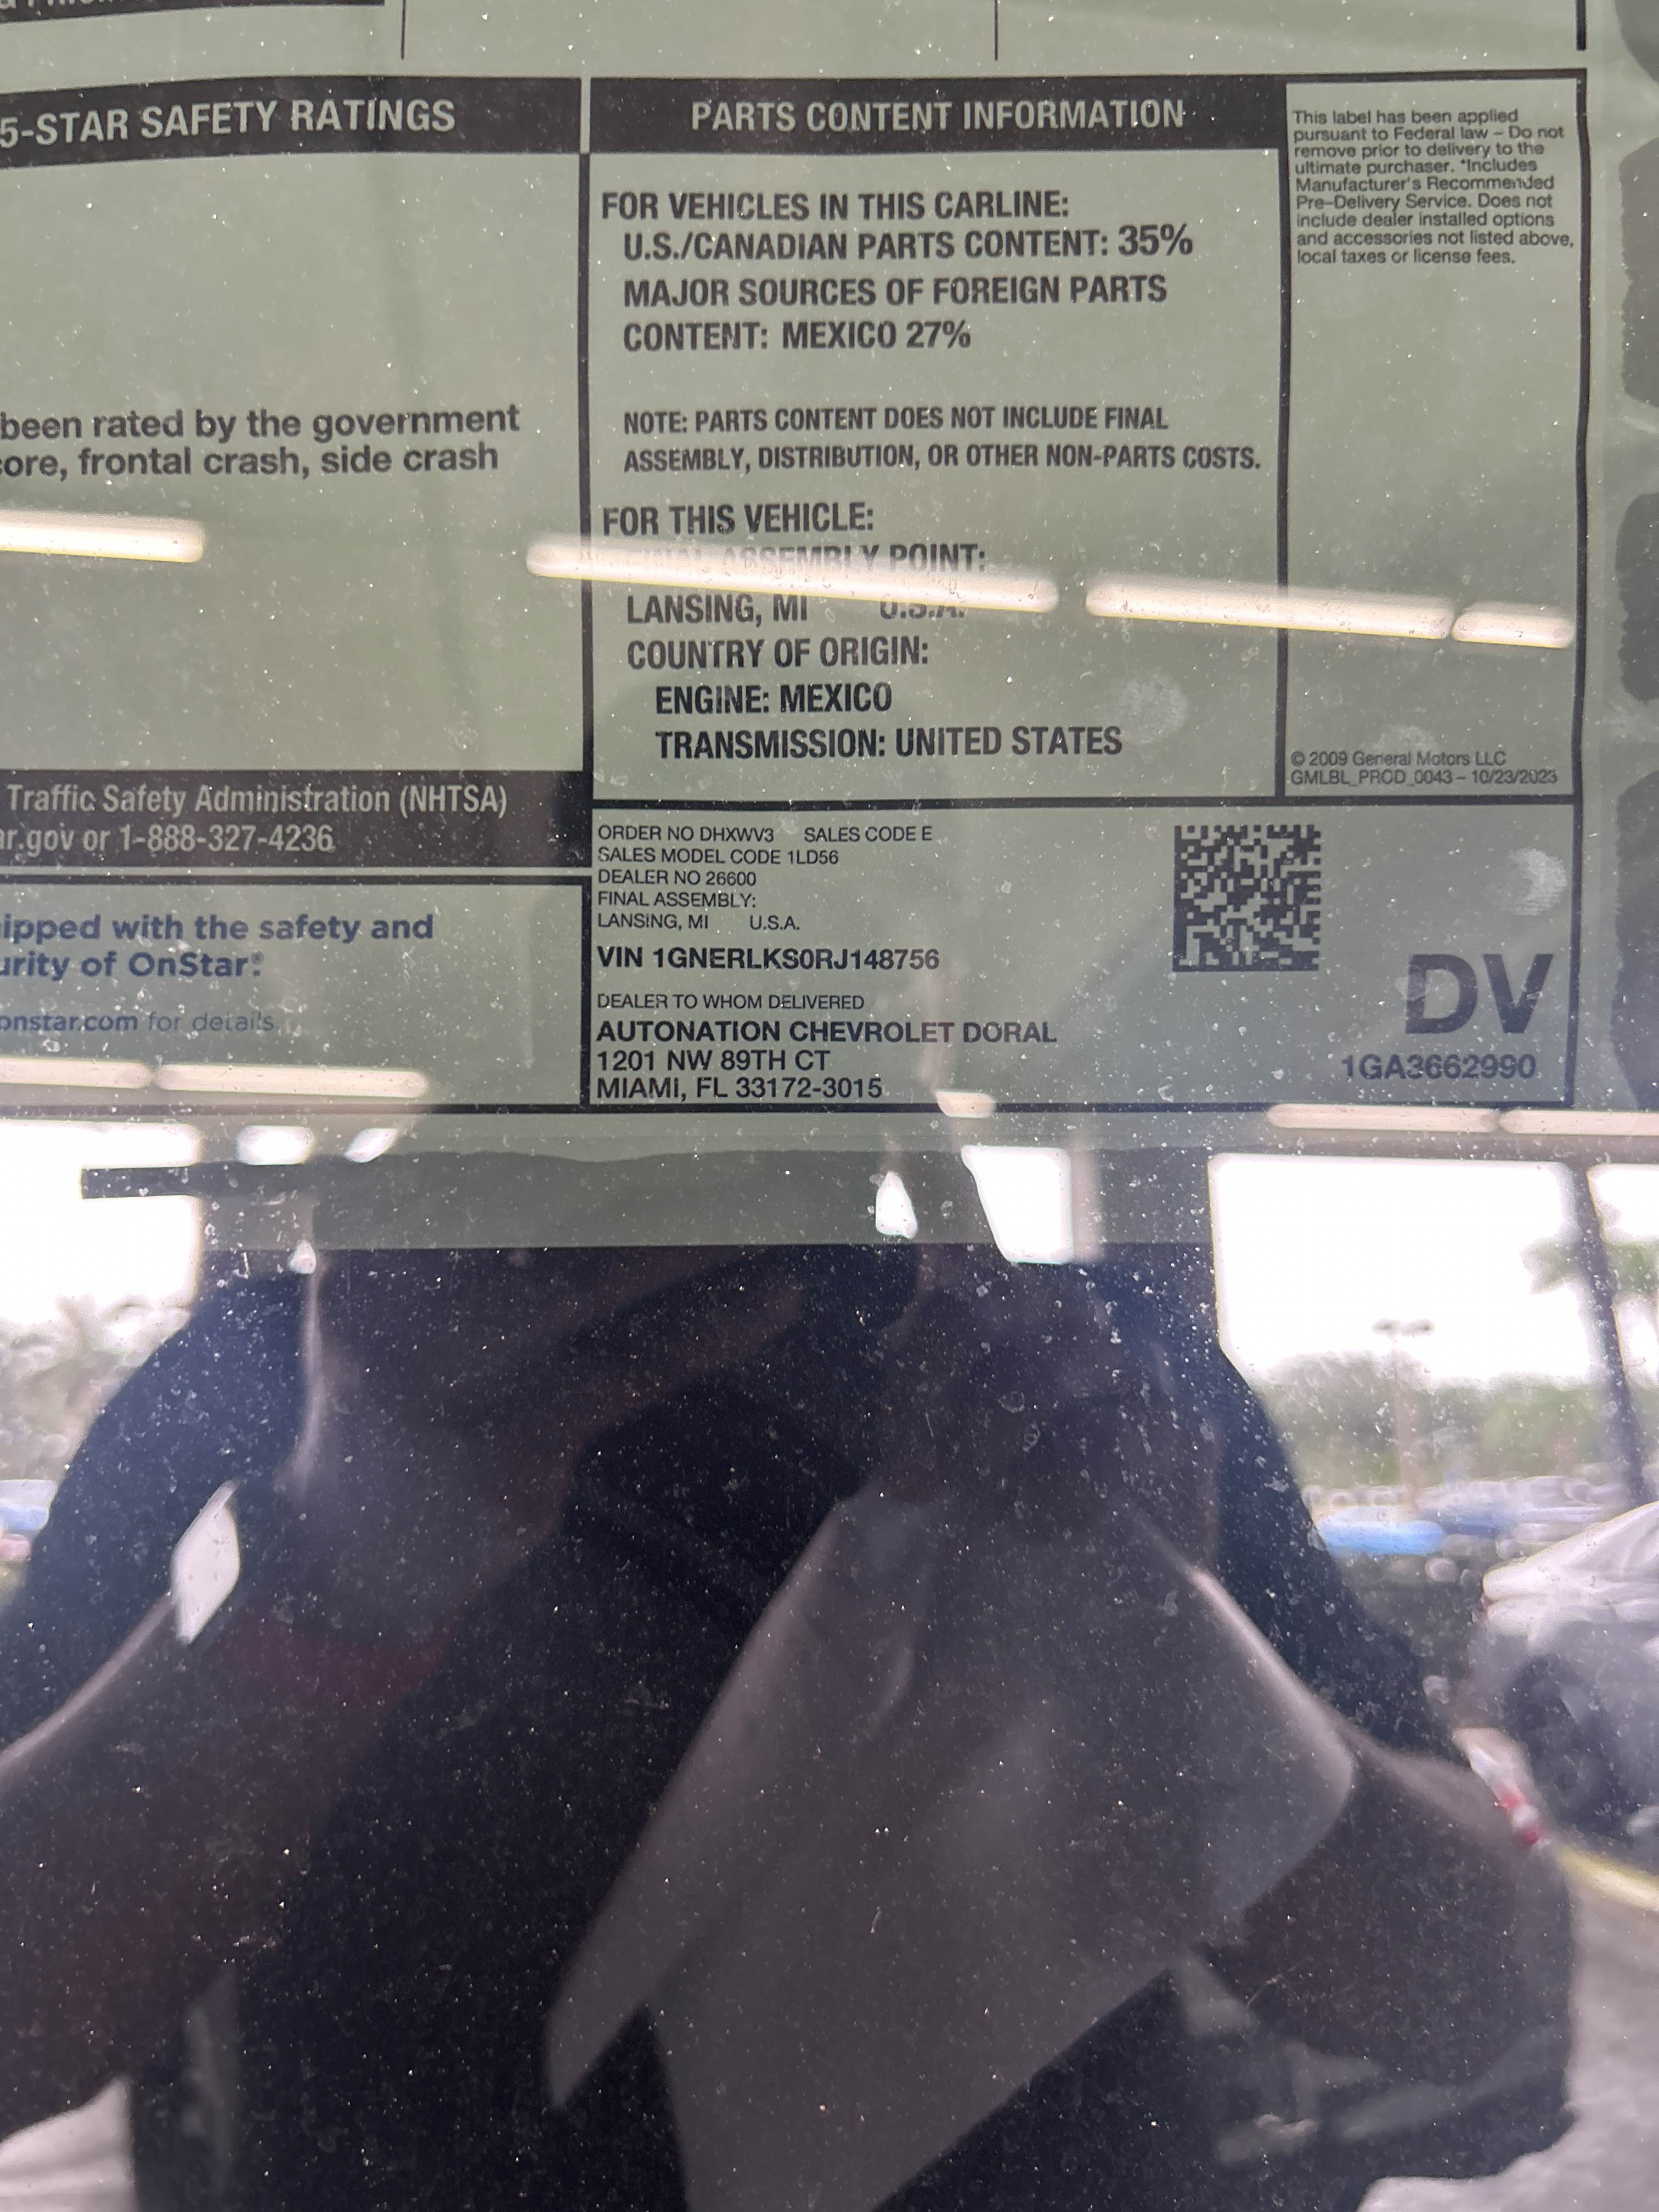 5-STAR SAFETY RATINGS
been rated by the government
ore, frontal crash, side crash
Traffic Safety Administration (NHTSA)
ar.gov or 1-888-327-4236
ipped with the safety and
urity of OnStar®
onstar.com for details.
PARTS CONTENT INFORMATION
FOR VEHICLES IN THIS CARLINE:
U.S./CANADIAN PARTS CONTENT: 35%
MAJOR SOURCES OF FOREIGN PARTS
CONTENT: MEXICO 27%
NOTE: PARTS CONTENT DOES NOT INCLUDE FINAL
ASSEMBLY, DISTRIBUTION, OR OTHER NON-PARTS COSTS.
FOR THIS VEHICLE:
FINAL ASSEMBLY POINT:
LANSING, MI U.S.A.
COUNTRY OF ORIGIN:
ENGINE: MEXICO
TRANSMISSION: UNITED STATES
This label has been applied
pursuant to Federal law – Do not
remove prior to delivery to the
ultimate purchaser. *Includes
Manufacturer's Recommended
Pre-Delivery Service. Does not
include dealer installed options
and accessories not listed above,
local taxes or license fees.
© 2009 General Motors LLC
GMLBL_PROD_0043 – 10/23/2023
ORDER NO DHXWV3 SALES CODE E
SALES MODEL CODE 1LD56
DEALER NO 26600
FINAL ASSEMBLY:
LANSING, MI U.S.A.
VIN 1GNERLKS0RJ148756
DEALER TO WHOM DELIVERED
AUTONATION CHEVROLET DORAL
1201 NW 89TH CT
MIAMI, FL 33172-3015
DV
1GA3662990